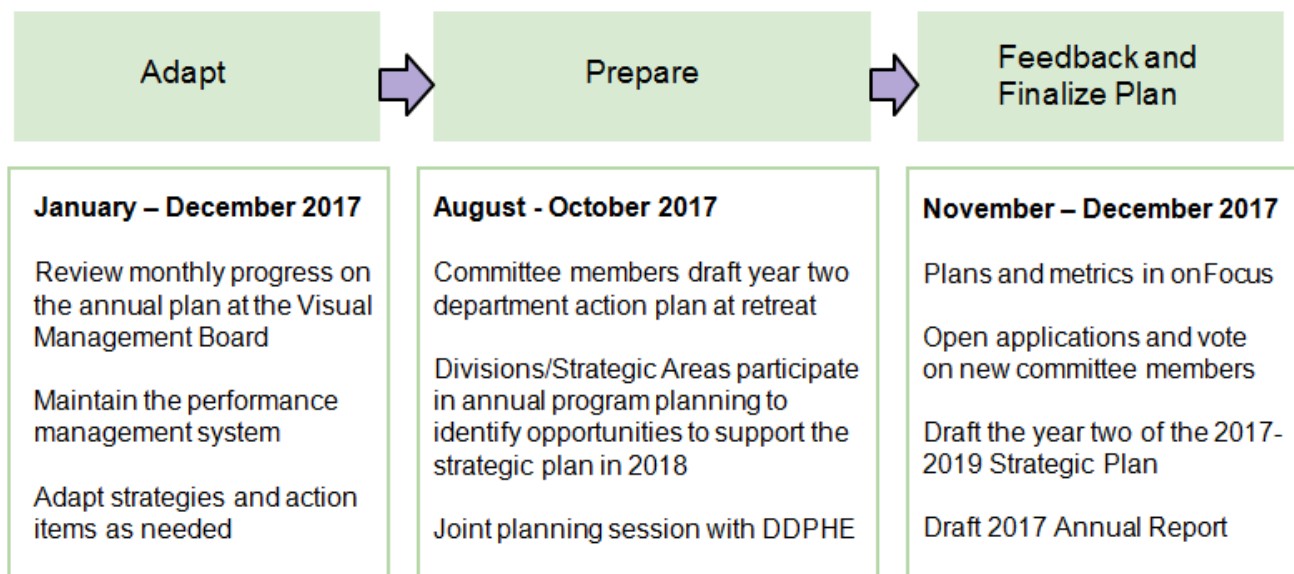 Adapt
Prepare
Feedback and
Finalize Plan
January – December 2017
Review monthly progress on
the annual plan at the Visual
Management Board
Maintain the performance
management system
Adapt strategies and action
items as needed
August - October 2017
Committee members draft year two
department action plan at retreat
Divisions/Strategic Areas participate
in annual program planning to
identify opportunities to support the
strategic plan in 2018
Joint planning session with DDPHE
November – December 2017
Plans and metrics in onFocus
Open applications and vote
on new committee members
Draft the year two of the 2017-
2019 Strategic Plan
Draft 2017 Annual Report